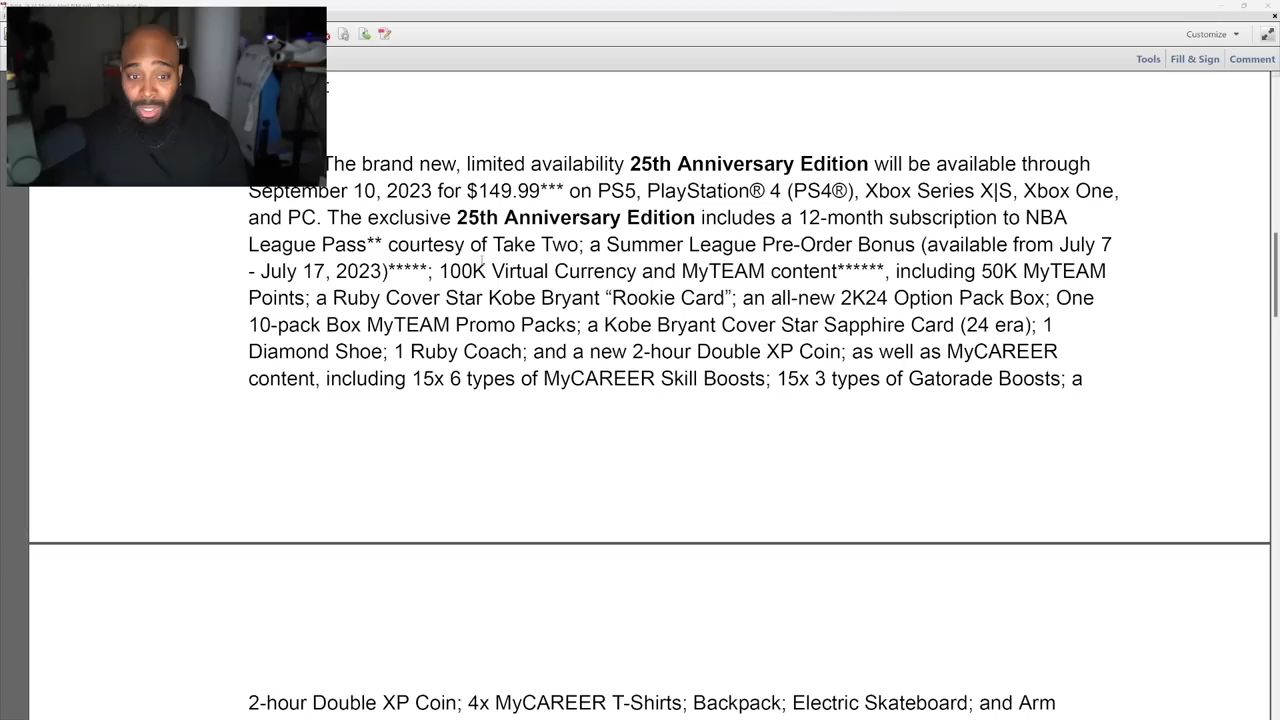 Customize
Tools Fill & Sign Comment
The brand new, limited availability 25th Anniversary Edition will be available through
September 10, 2023 for $149.99*** on PS5, PlayStation® 4 (PS4®), Xbox Series X|S, Xbox One,
and PC. The exclusive 25th Anniversary Edition includes a 12-month subscription to NBA
League Pass** courtesy of Take Two; a Summer League Pre-Order Bonus (available from July 7
- July 17, 2023)*****; 100K Virtual Currency and MyTEAM content******, including 50K MyTEAM
Points; a Ruby Cover Star Kobe Bryant “Rookie Card”; an all-new 2K24 Option Pack Box; One
10-pack Box MyTEAM Promo Packs; a Kobe Bryant Cover Star Sapphire Card (24 era); 1
Diamond Shoe; 1 Ruby Coach; and a new 2-hour Double XP Coin; as well as MyCAREER
content, including 15x 6 types of MyCAREER Skill Boosts; 15x 3 types of Gatorade Boosts; a
2-hour Double XP Coin; 4x MyCAREER T-Shirts; Backpack; Electric Skateboard; and Arm